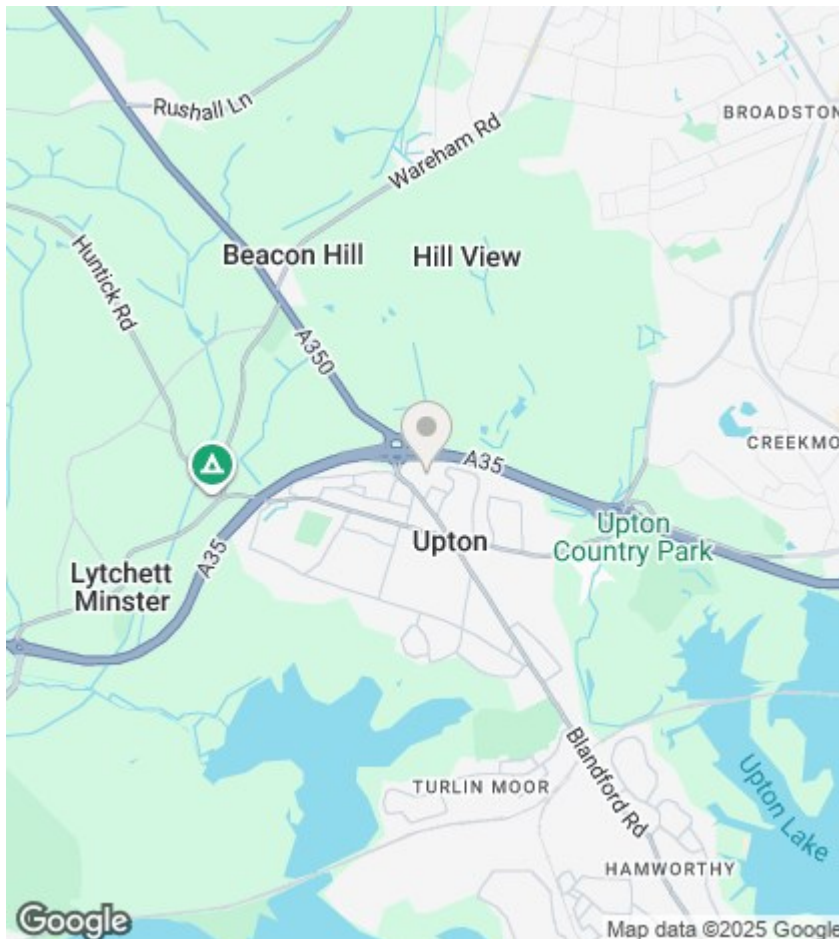 Rushall Ln
BROADSTON
Wareham Rd
Beacon Hill
Hill View
Huntick Rd
A350
A35
CREEKMO
Upton
Country Park
Upton
A35
Lytchett
Minster
Upton Lake
Blandford Rd
TURLIN MOOR
HAMWORTHY
Google
Map data ©2025 Google